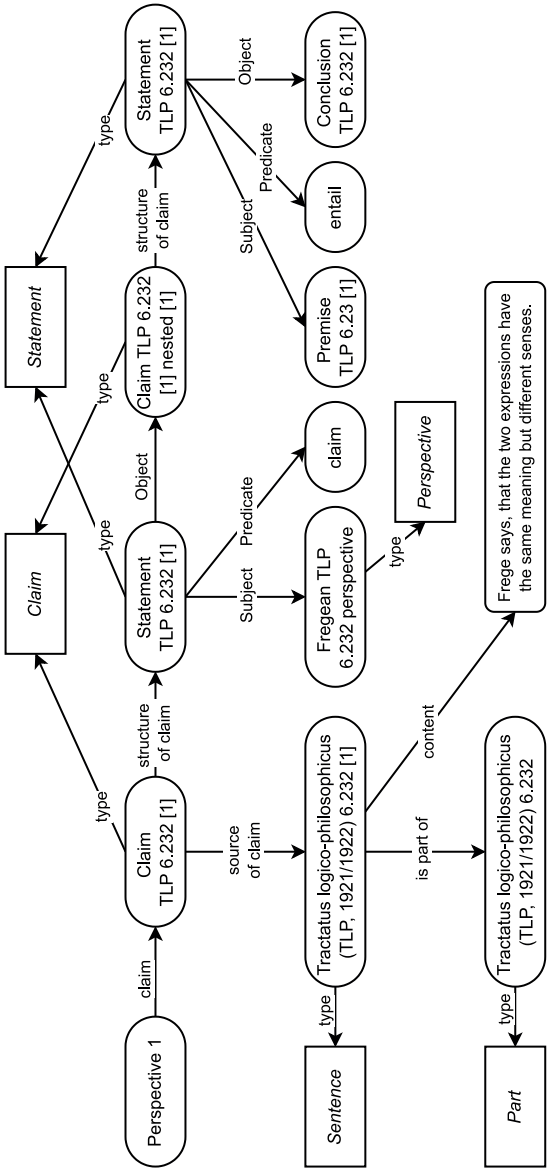 Claim
Statement
type
type
type
type
Perspective 1
claim
Claim
TLP 6.232 [1]
structure
of claim
Statement
TLP 6.232 [1]
Object
Claim TLP 6.232
[1] nested [1]
structure
of claim
Statement
TLP 6.232 [1]
source
of claim
Subject
Predicate
Subject
Predicate
Object
Sentence
type
Tractatus logico-philosophicus
(TLP, 1921/1922) 6.232 [1]
Fregean TLP
6.232 perspective
claim
Premise
TLP 6.23 [1]
entail
Conclusion
TLP 6.232 [1]
is part of
content
type
Perspective
Part
type
Tractatus logico-philosophicus
(TLP, 1921/1922) 6.232
Frege says, that the two expressions have
the same meaning but different senses.